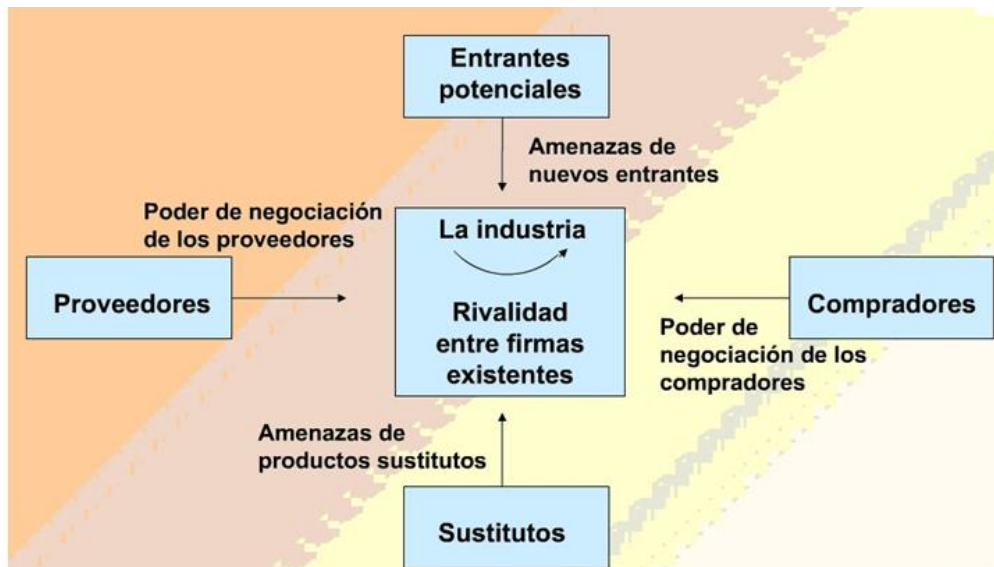 Entrantes
potenciales
Amenazas de
nuevos entrantes
Poder de negociación
de los proveedores
La industria
Proveedores
Rivalidad
entre firmas
existentes
Compradores
Poder de
negociación de los
compradores
Amenazas de
productos sustitutos
Sustitutos